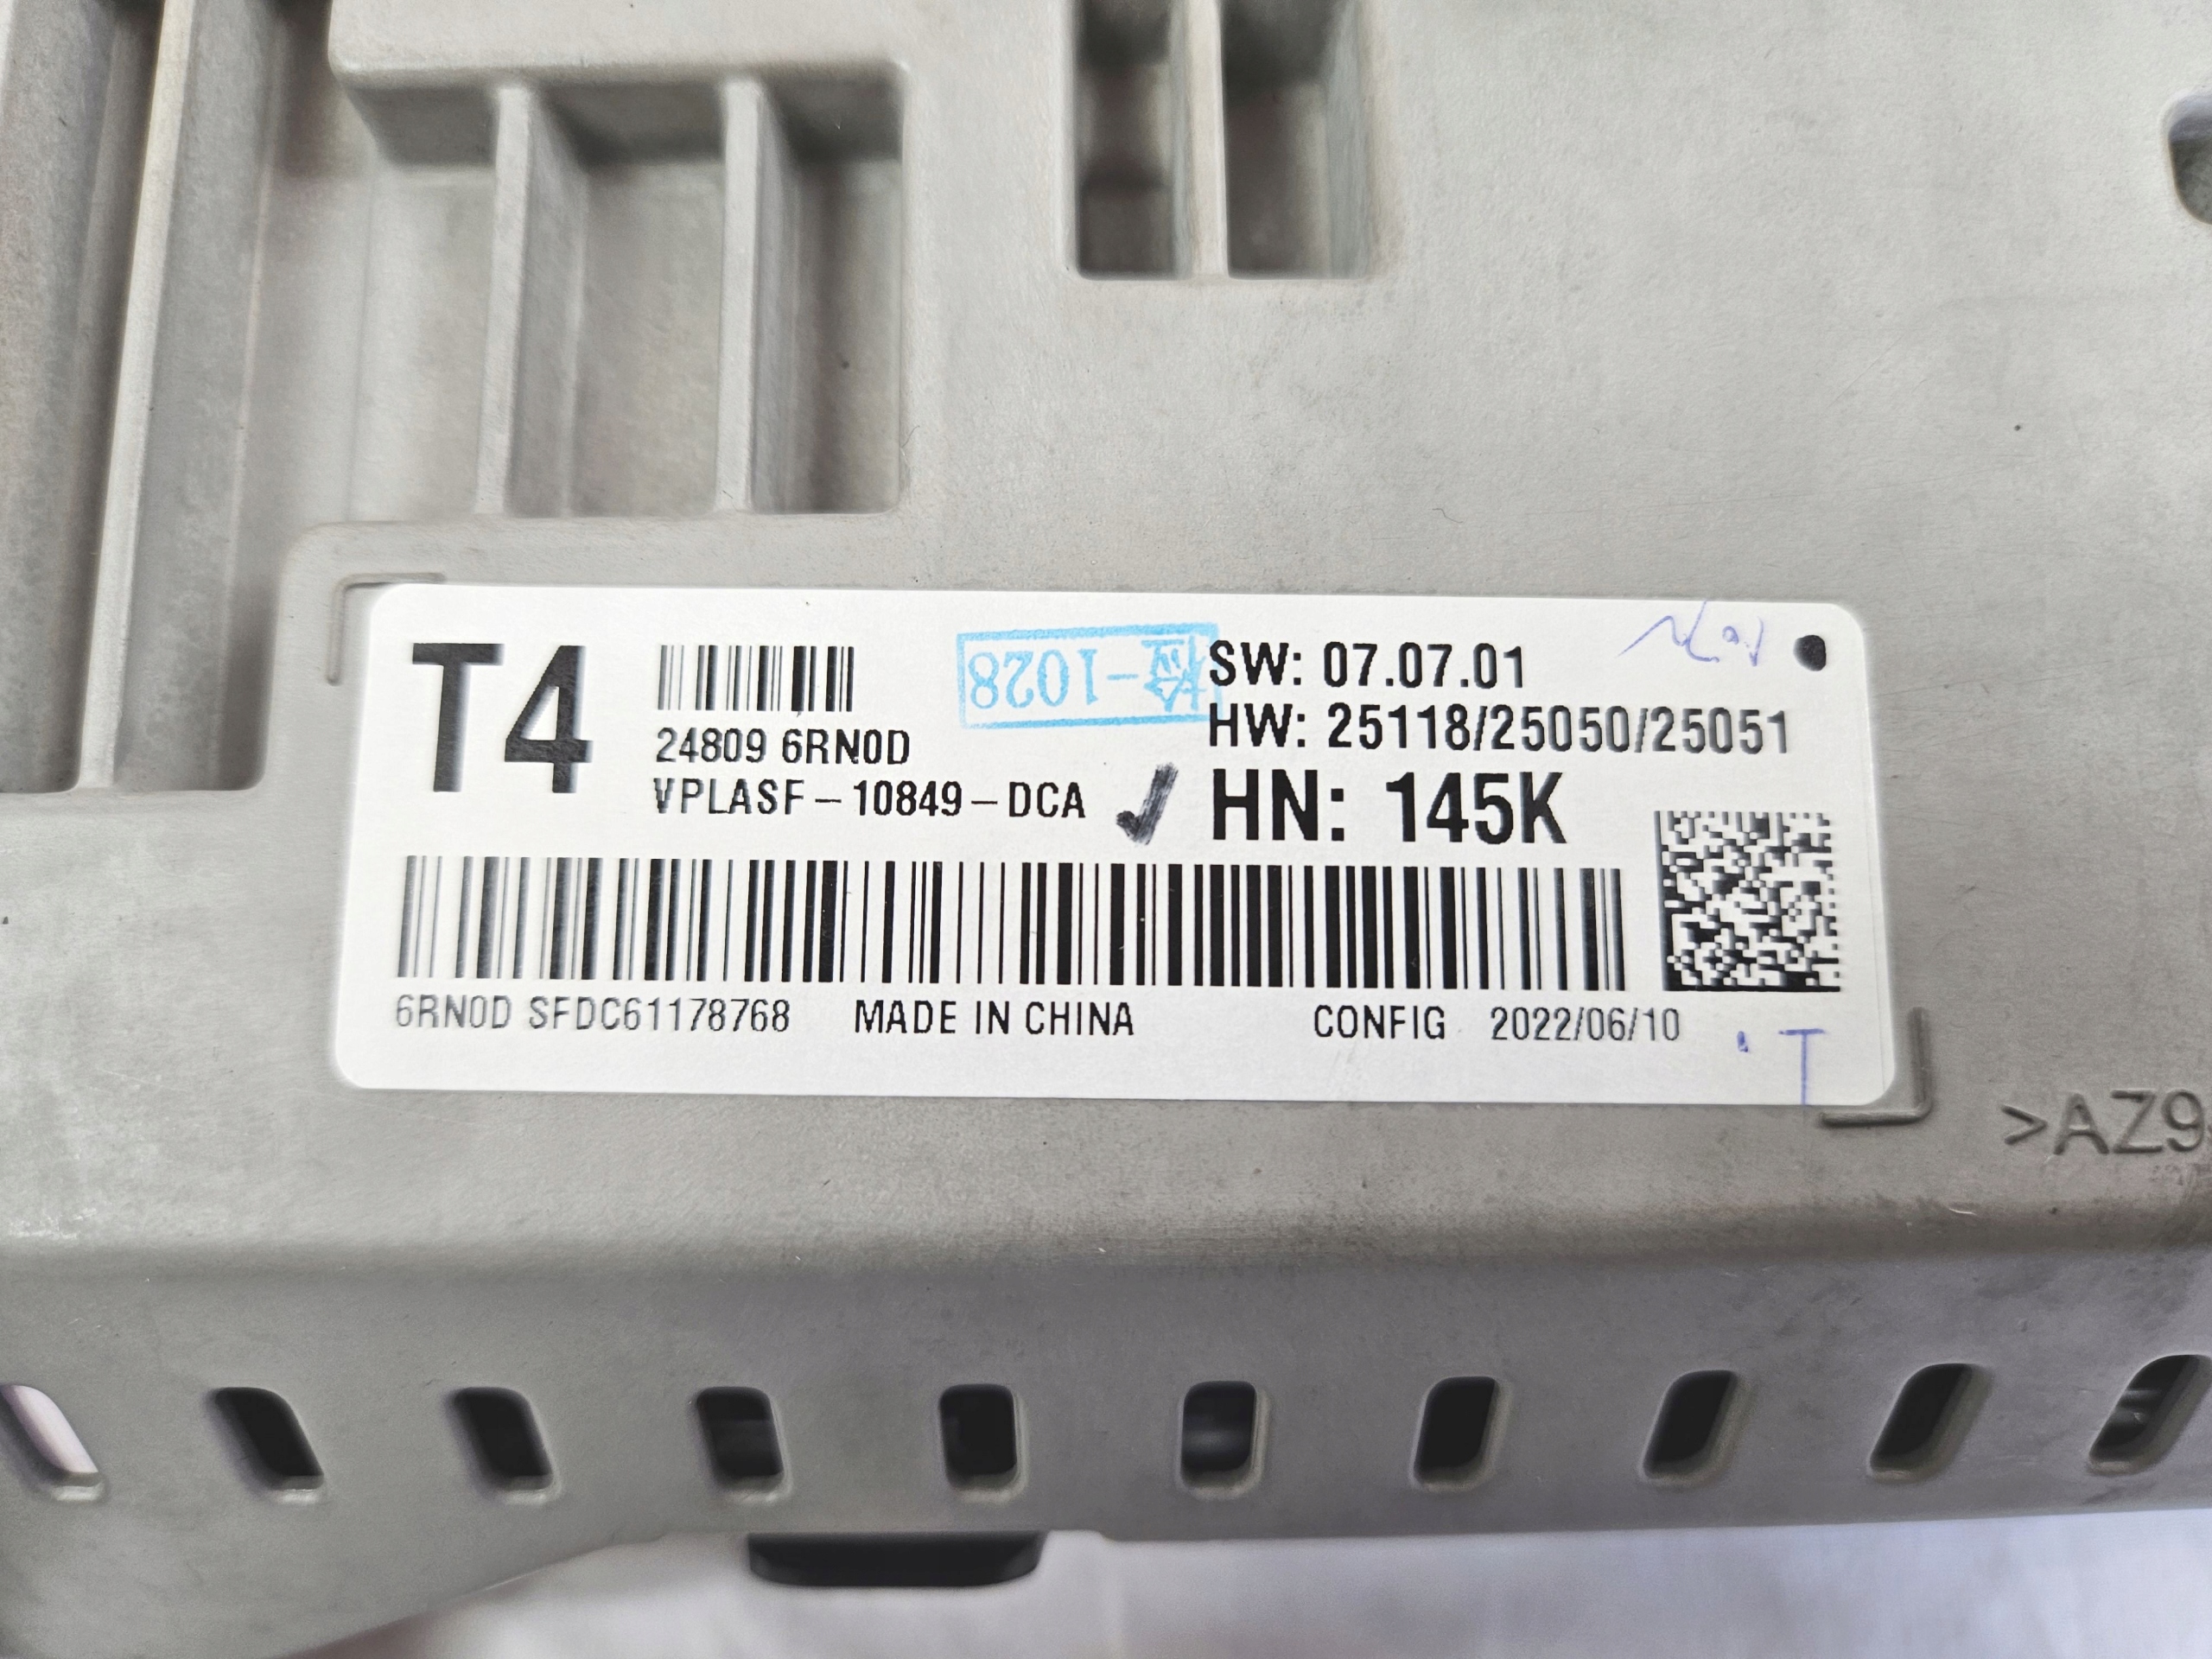 T4
24809 6RN0D
VPLASF-10849-DCA
检-1028
SW: 07.07.01
HW: 25118/25050/25051
HN: 145K
6RN0D SFDC61178768 MADE IN CHINA CONFIG 2022/06/10
T
>AZ9